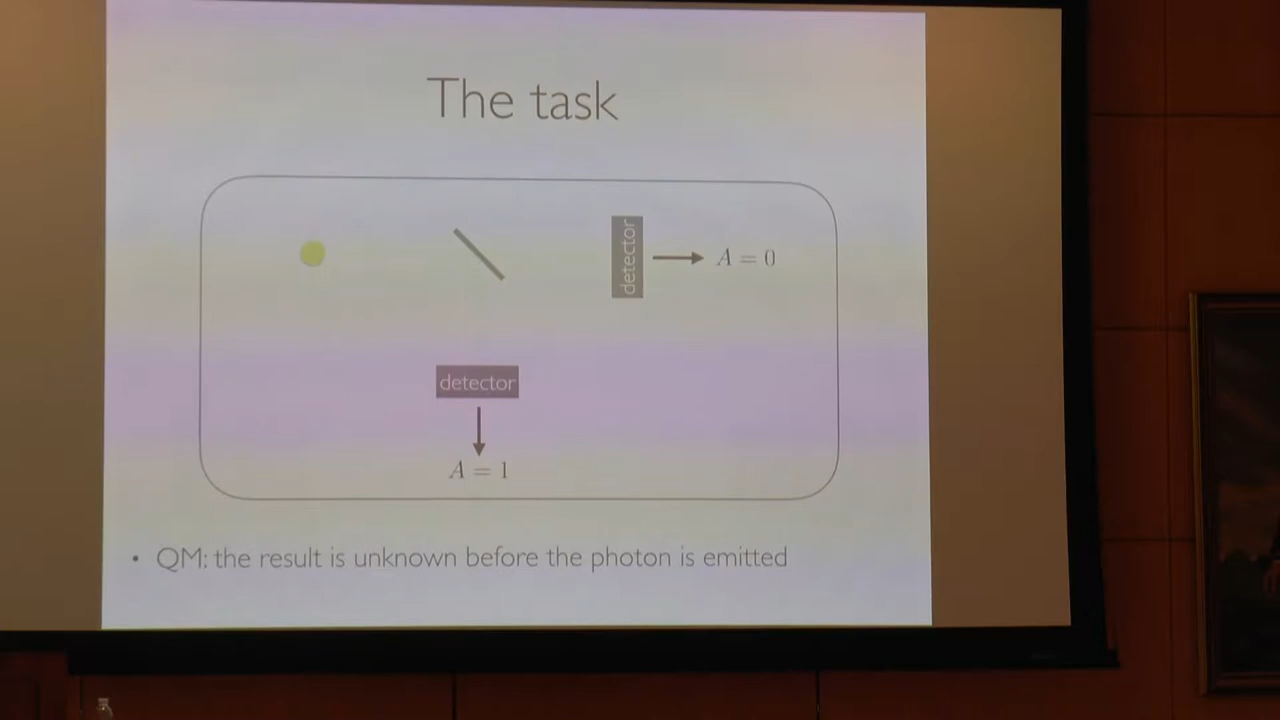 The task
detector
A = 0
detector
A = 1
• QM: the result is unknown before the photon is emitted